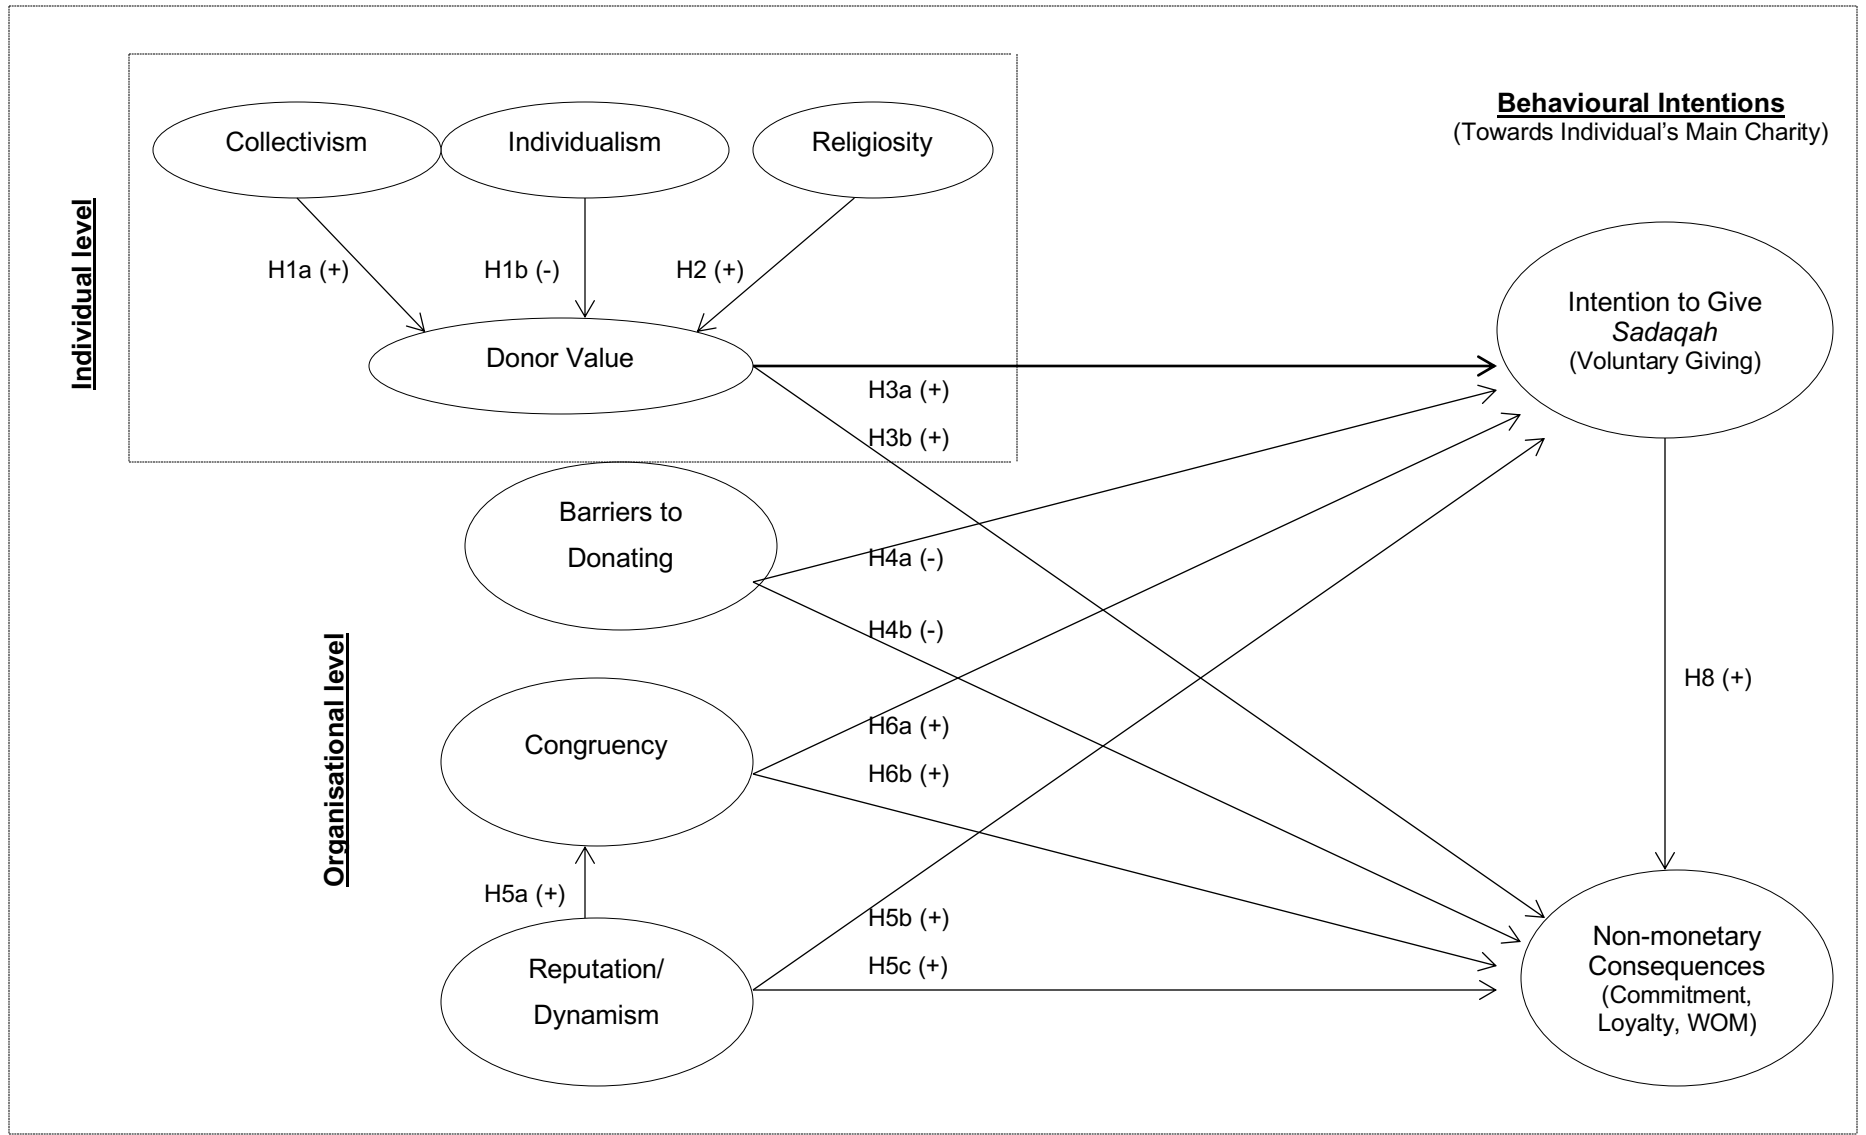 Behavioural Intentions
(Towards Individual's Main Charity)
Individual level
Collectivism
Individualism
Religiosity
H1a (+)
H1b (-)
H2 (+)
Donor Value
H3a (+)
H3b (+)
Intention to Give
Sadaqah
(Voluntary Giving)
Organisational level
Barriers to
Donating
H4a (-)
H4b (-)
H8 (+)
Congruency
H6a (+)
H6b (+)
H5a (+)
Reputation/
Dynamism
H5b (+)
H5c (+)
Non-monetary
Consequences
(Commitment,
Loyalty, WOM)